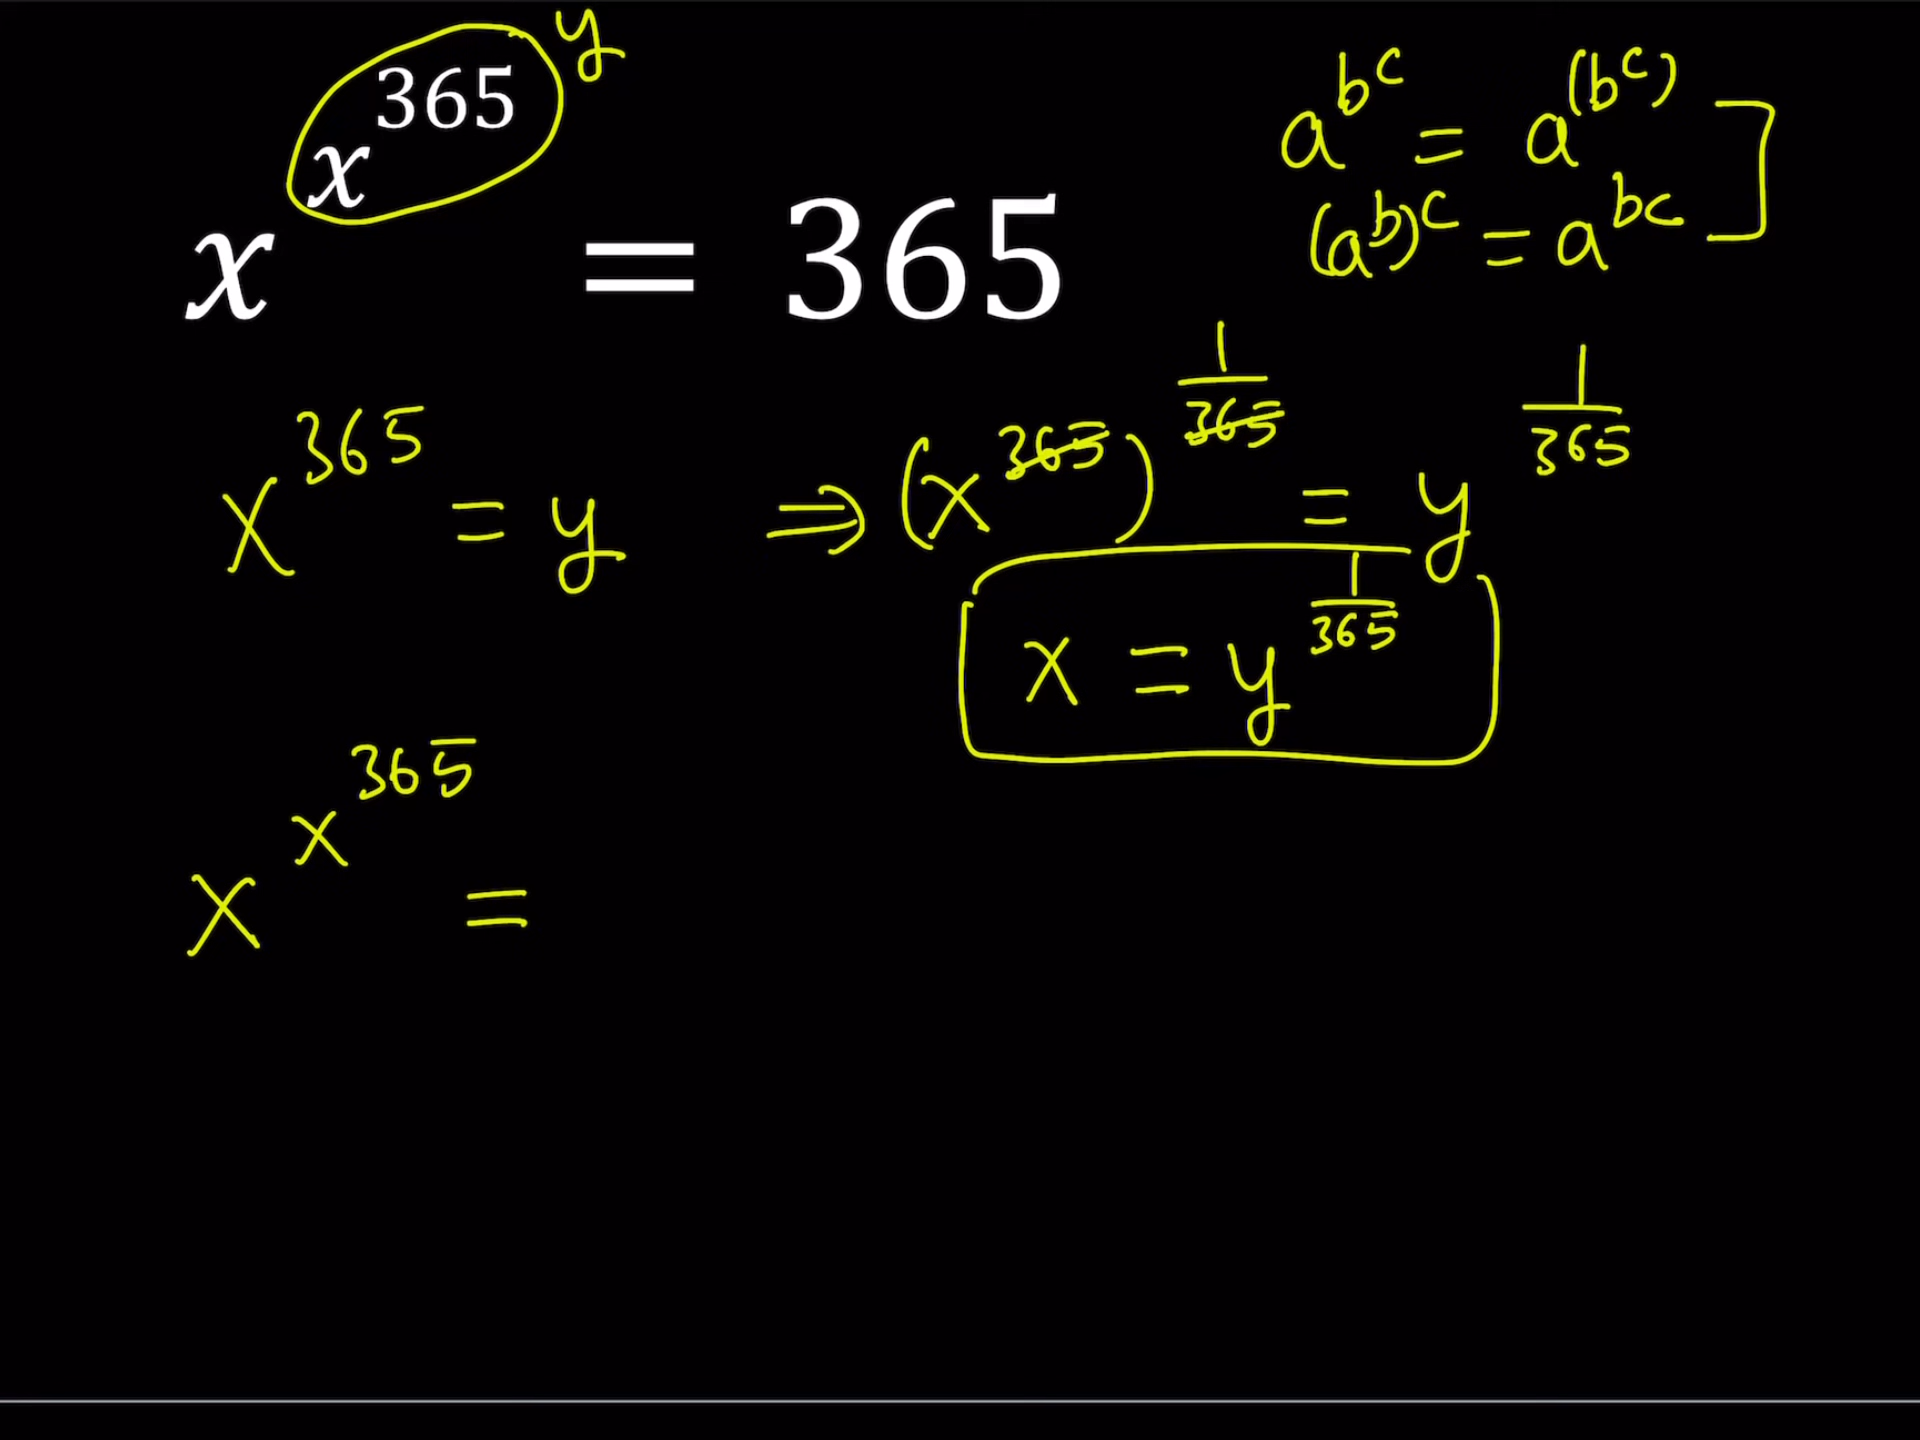 x^x^365 = 365
y
a^b^c = a^(b^c)
(a^b)^c = a^bc
x^365 = y ⇒ (x^365)^1/365 = y^1/365
x = y^1/365
x^x^365 =